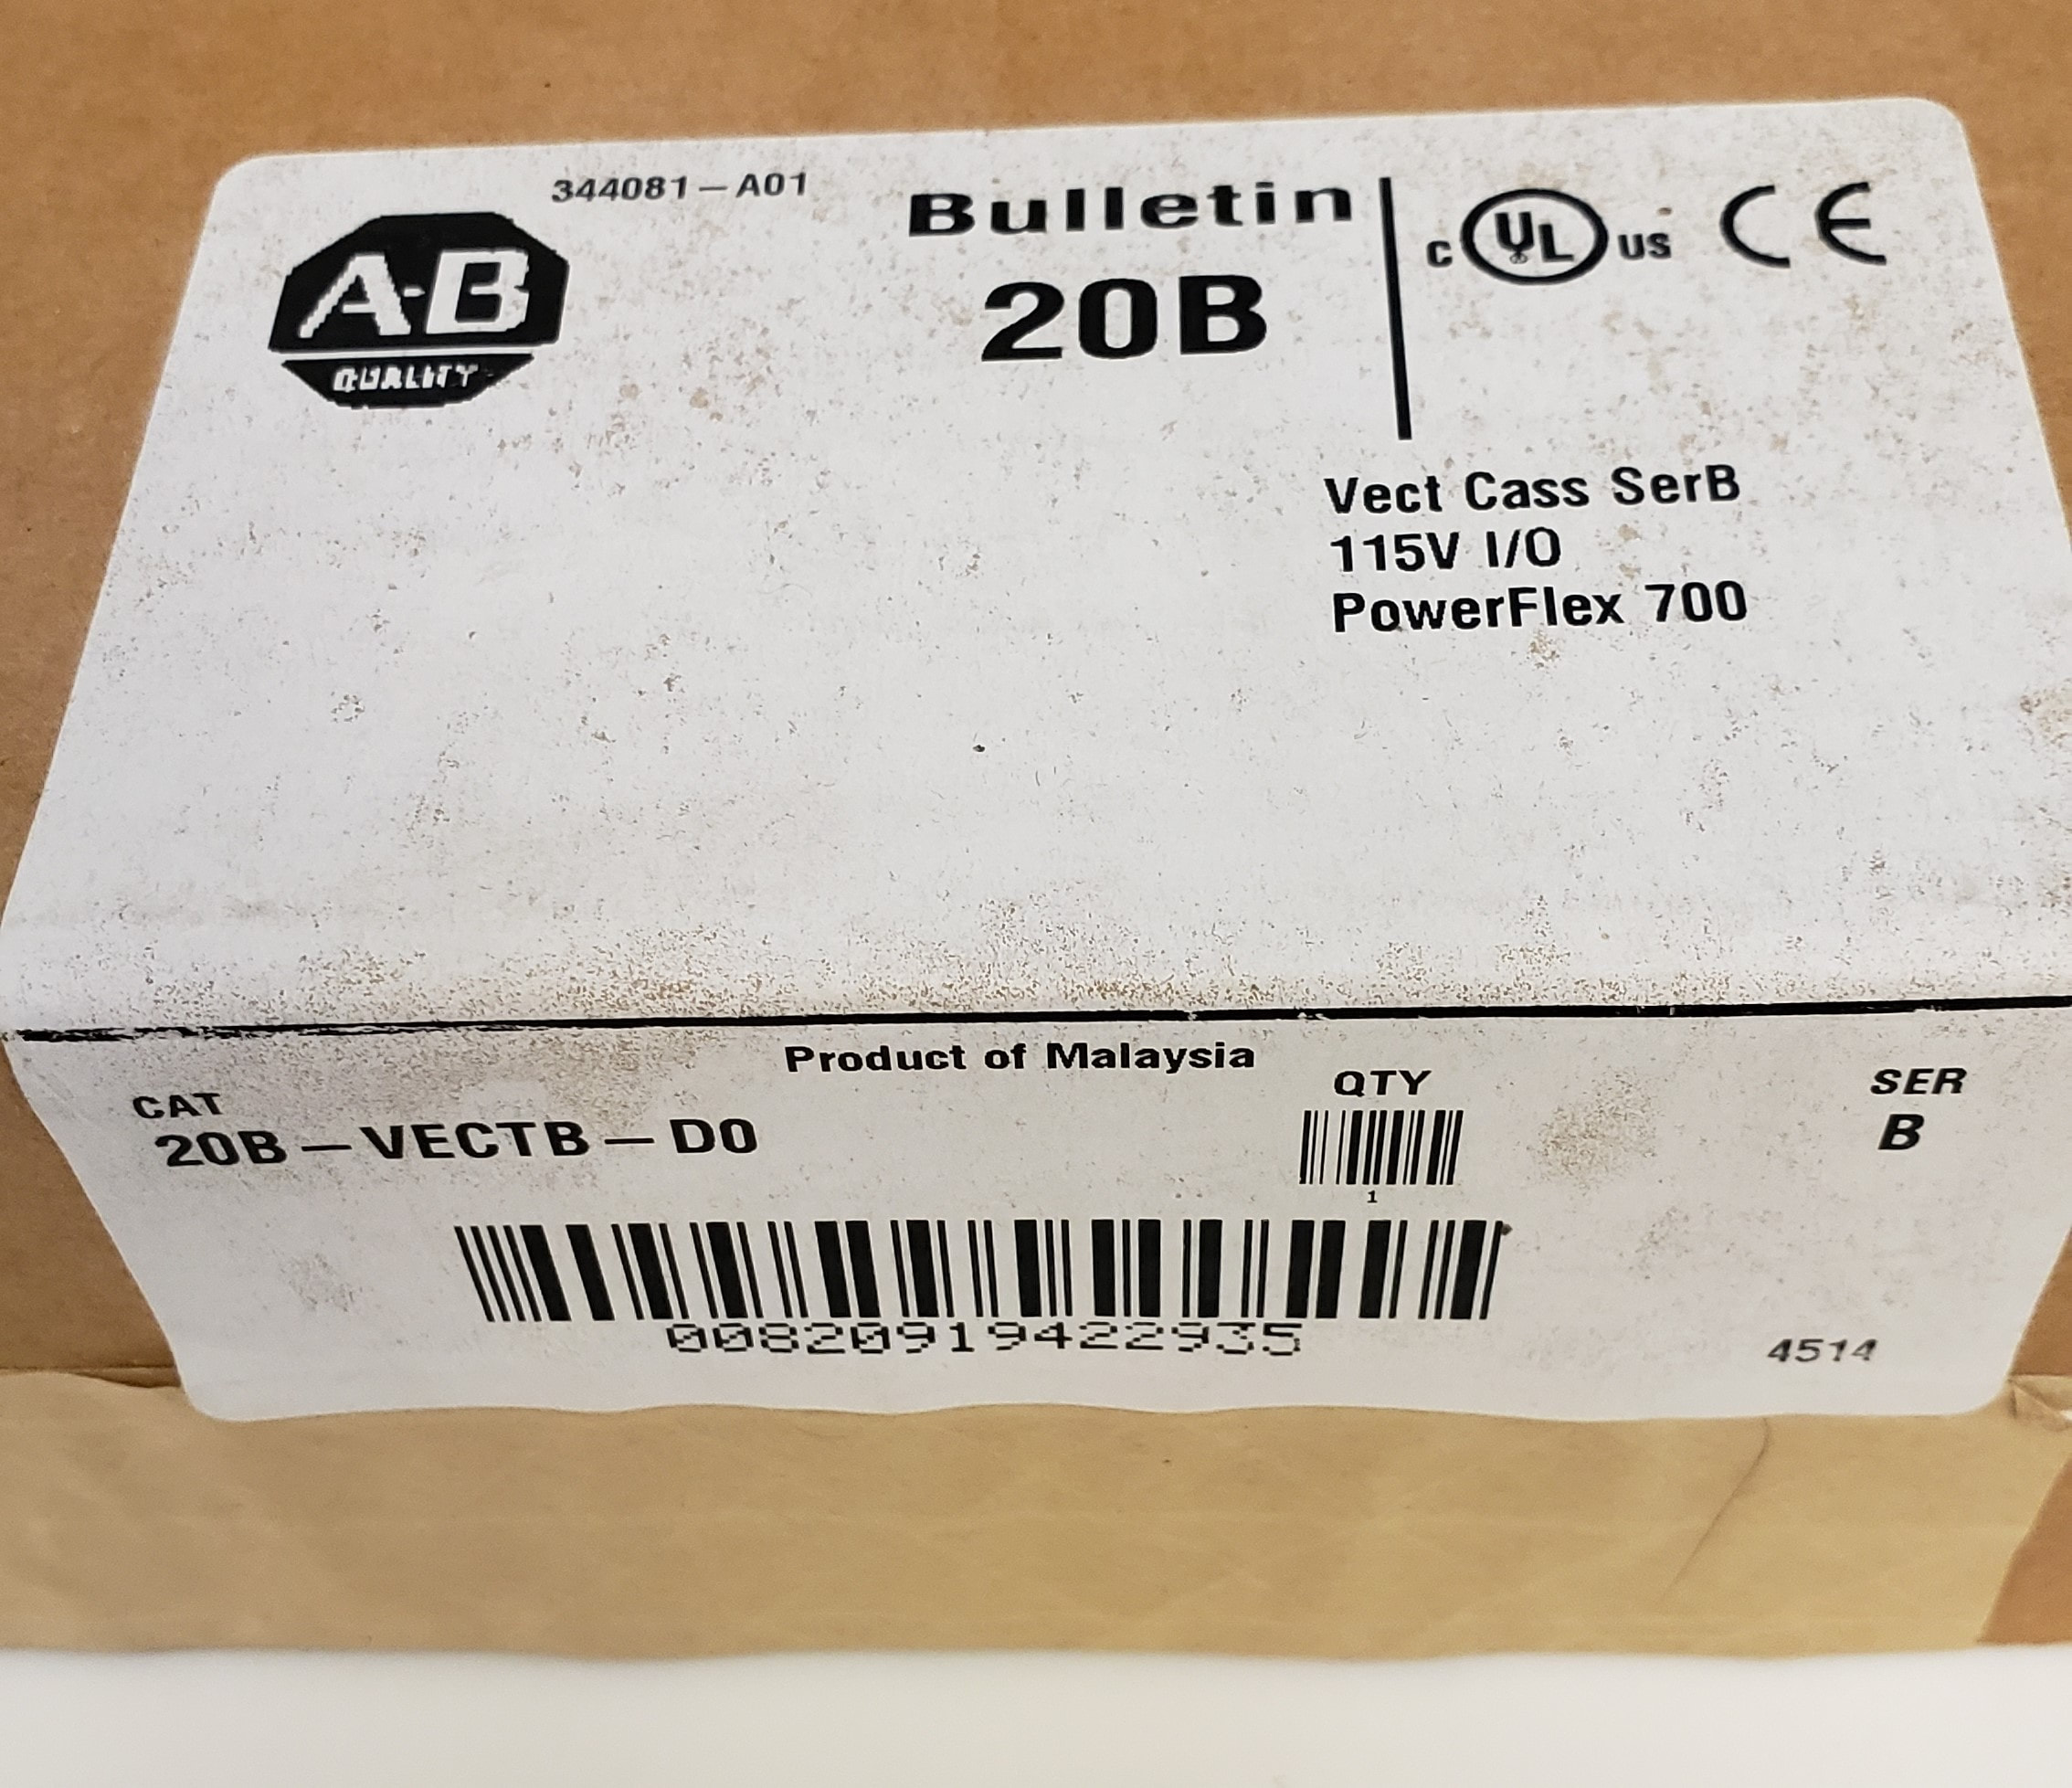 344081-A01
A-B
QUALITY
Bulletin
20B
C UL US CE
Vect Cass SerB
115V I/O
PowerFlex 700
Product of Malaysia
CAT
20B-VECTB-D0
QTY
1
SER
B
00820919422935
4514